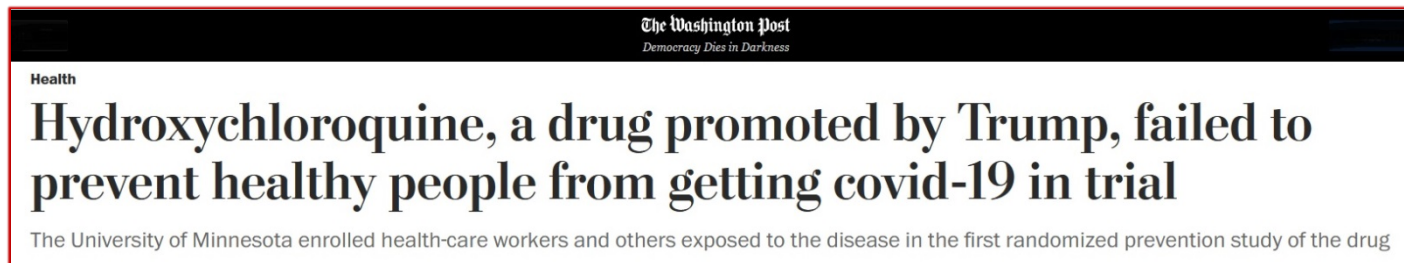 The Washington Post
Democracy Dies in Darkness
Health
Hydroxychloroquine, a drug promoted by Trump, failed to
prevent healthy people from getting covid-19 in trial
The University of Minnesota enrolled health-care workers and others exposed to the disease in the first randomized prevention study of the drug